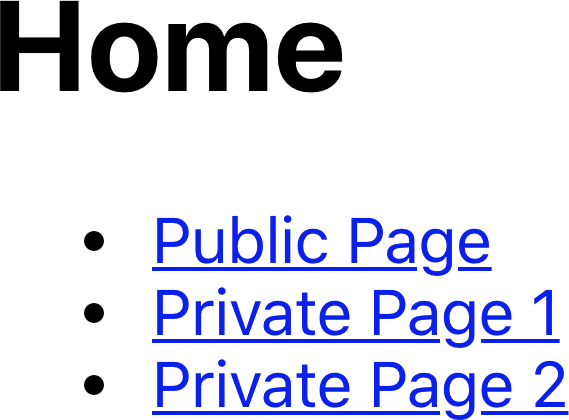 Home
Public Page
Private Page 1
Private Page 2